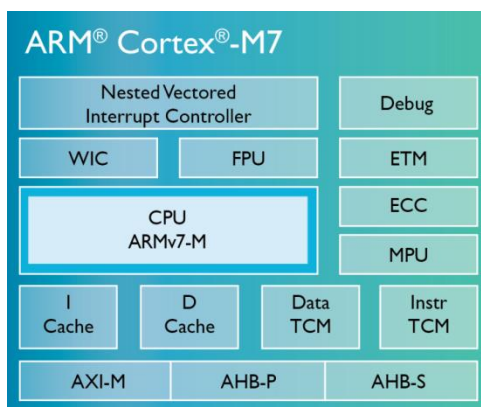 ARM® Cortex®-M7
Nested Vectored
Interrupt Controller
Debug
WIC
FPU
ETM
CPU
ARMv7-M
ECC
MPU
I
Cache
D
Cache
Data
TCM
Instr
TCM
AXI-M
AHB-P
AHB-S